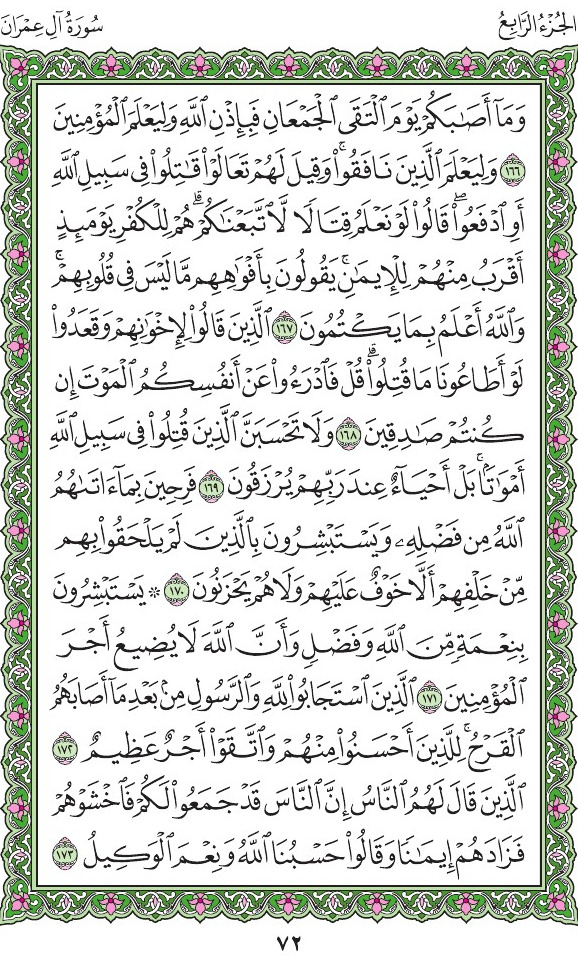 الجُزْءُ الرَّابِعُ
سُورَةُ آلِ عِمْرَانَ
وَمَآ أَصَٰبَكُمْ يَوْمَ ٱلْتَقَى ٱلْجَمْعَانِ فَبِإِذْنِ ٱللَّهِ وَلِيَعْلَمَ ٱلْمُؤْمِنِينَ
١٦٦ وَلِيَعْلَمَ ٱلَّذِينَ نَافَقُوا۟ۚ وَقِيلَ لَهُمْ تَعَالَوْا۟ قَٰتِلُوا۟ فِى سَبِيلِ ٱللَّهِ
أَوِ ٱدْفَعُوا۟ۖ قَالُوا۟ لَوْ نَعْلَمُ قِتَالًا لَّٱتَّبَعْنَٰكُمْۗ هُمْ لِلْكُفْرِ يَوْمَئِذٍ
أَقْرَبُ مِنْهُمْ لِلْإِيمَٰنِۚ يَقُولُونَ بِأَفْوَٰهِهِم مَّا لَيْسَ فِى قُلُوبِهِمْۚ
وَٱللَّهُ أَعْلَمُ بِمَا يَكْتُمُونَ ١٦٧ ٱلَّذِينَ قَالُوا۟ لِإِخْوَٰنِهِمْ وَقَعَدُوا۟
لَوْ أَطَاعُونَا مَا قُتِلُوا۟ۗ قُلْ فَٱدْرَءُوا۟ عَنْ أَنفُسِكُمُ ٱلْمَوْتَ إِن
كُنتُمْ صَٰدِقِينَ ١٦٨ وَلَا تَحْسَبَنَّ ٱلَّذِينَ قُتِلُوا۟ فِى سَبِيلِ ٱللَّهِ
أَمْوَٰتًۢاۚ بَلْ أَحْيَآءٌ عِندَ رَبِّهِمْ يُرْزَقُونَ ١٦٩ فَرِحِينَ بِمَآ ءَاتَىٰهُمُ
ٱللَّهُ مِن فَضْلِهِۦ وَيَسْتَبْشِرُونَ بِٱلَّذِينَ لَمْ يَلْحَقُوا۟ بِهِم
مِّنْ خَلْفِهِمْ أَلَّا خَوْفٌ عَلَيْهِمْ وَلَا هُمْ يَحْزَنُونَ ١٧٠ * يَسْتَبْشِرُونَ
بِنِعْمَةٍ مِّنَ ٱللَّهِ وَفَضْلٍ وَأَنَّ ٱللَّهَ لَا يُضِيعُ أَجْرَ
ٱلْمُؤْمِنِينَ ١٧١ ٱلَّذِينَ ٱسْتَجَابُوا۟ لِلَّهِ وَٱلرَّسُولِ مِنۢ بَعْدِ مَآ أَصَابَهُمُ
ٱلْقَرْحُۚ لِلَّذِينَ أَحْسَنُوا۟ مِنْهُمْ وَٱتَّقَوْا۟ أَجْرٌ عَظِيمٌ ١٧٢
ٱلَّذِينَ قَالَ لَهُمُ ٱلنَّاسُ إِنَّ ٱلنَّاسَ قَدْ جَمَعُوا۟ لَكُمْ فَٱخْشَوْهُمْ
فَزَادَهُمْ إِيمَٰنًا وَقَالُوا۟ حَسْبُنَا ٱللَّهُ وَنِعْمَ ٱلْوَكِيلُ ١٧٣
٧٢